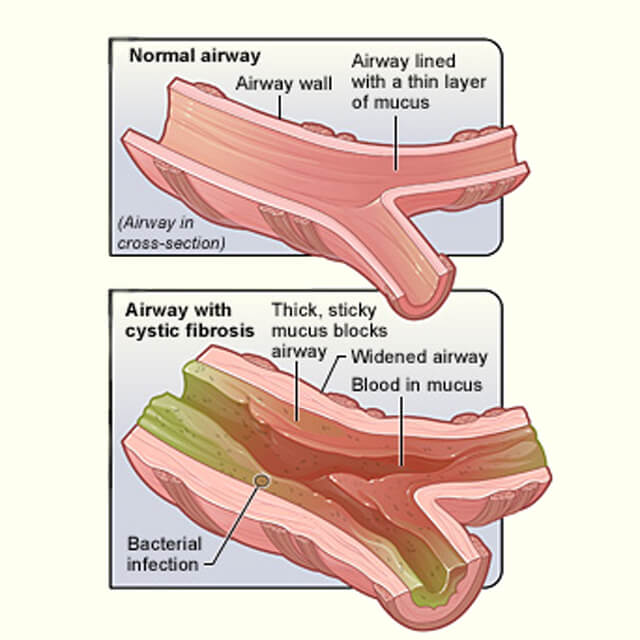 Normal airway
Airway wall
Airway lined
with a thin layer
of mucus
(Airway in
cross-section)
Airway with
cystic fibrosis
Thick, sticky
mucus blocks
airway
Widened airway
Blood in mucus
Bacterial
infection